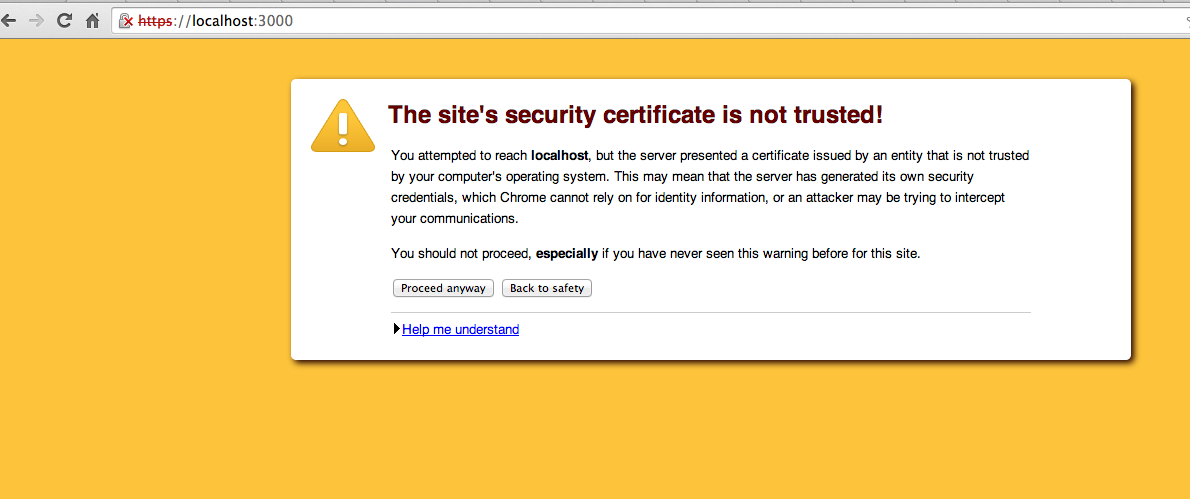 https://localhost:3000
The site's security certificate is not trusted!
You attempted to reach localhost, but the server presented a certificate issued by an entity that is not trusted
by your computer's operating system. This may mean that the server has generated its own security
credentials, which Chrome cannot rely on for identity information, or an attacker may be trying to intercept
your communications.
You should not proceed, especially if you have never seen this warning before for this site.
Proceed anyway Back to safety
Help me understand